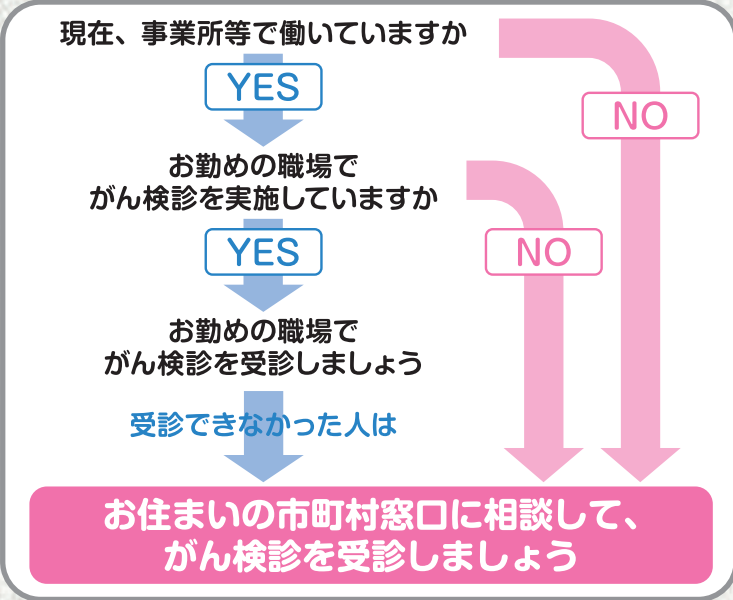 現在、事業所等で働いていますか
YES
NO
お勤めの職場で
がん検診を実施していますか
YES
NO
お勤めの職場で
がん検診を受診しましょう
受診できなかった人は
お住まいの市町村窓口に相談して、
がん検診を受診しましょう